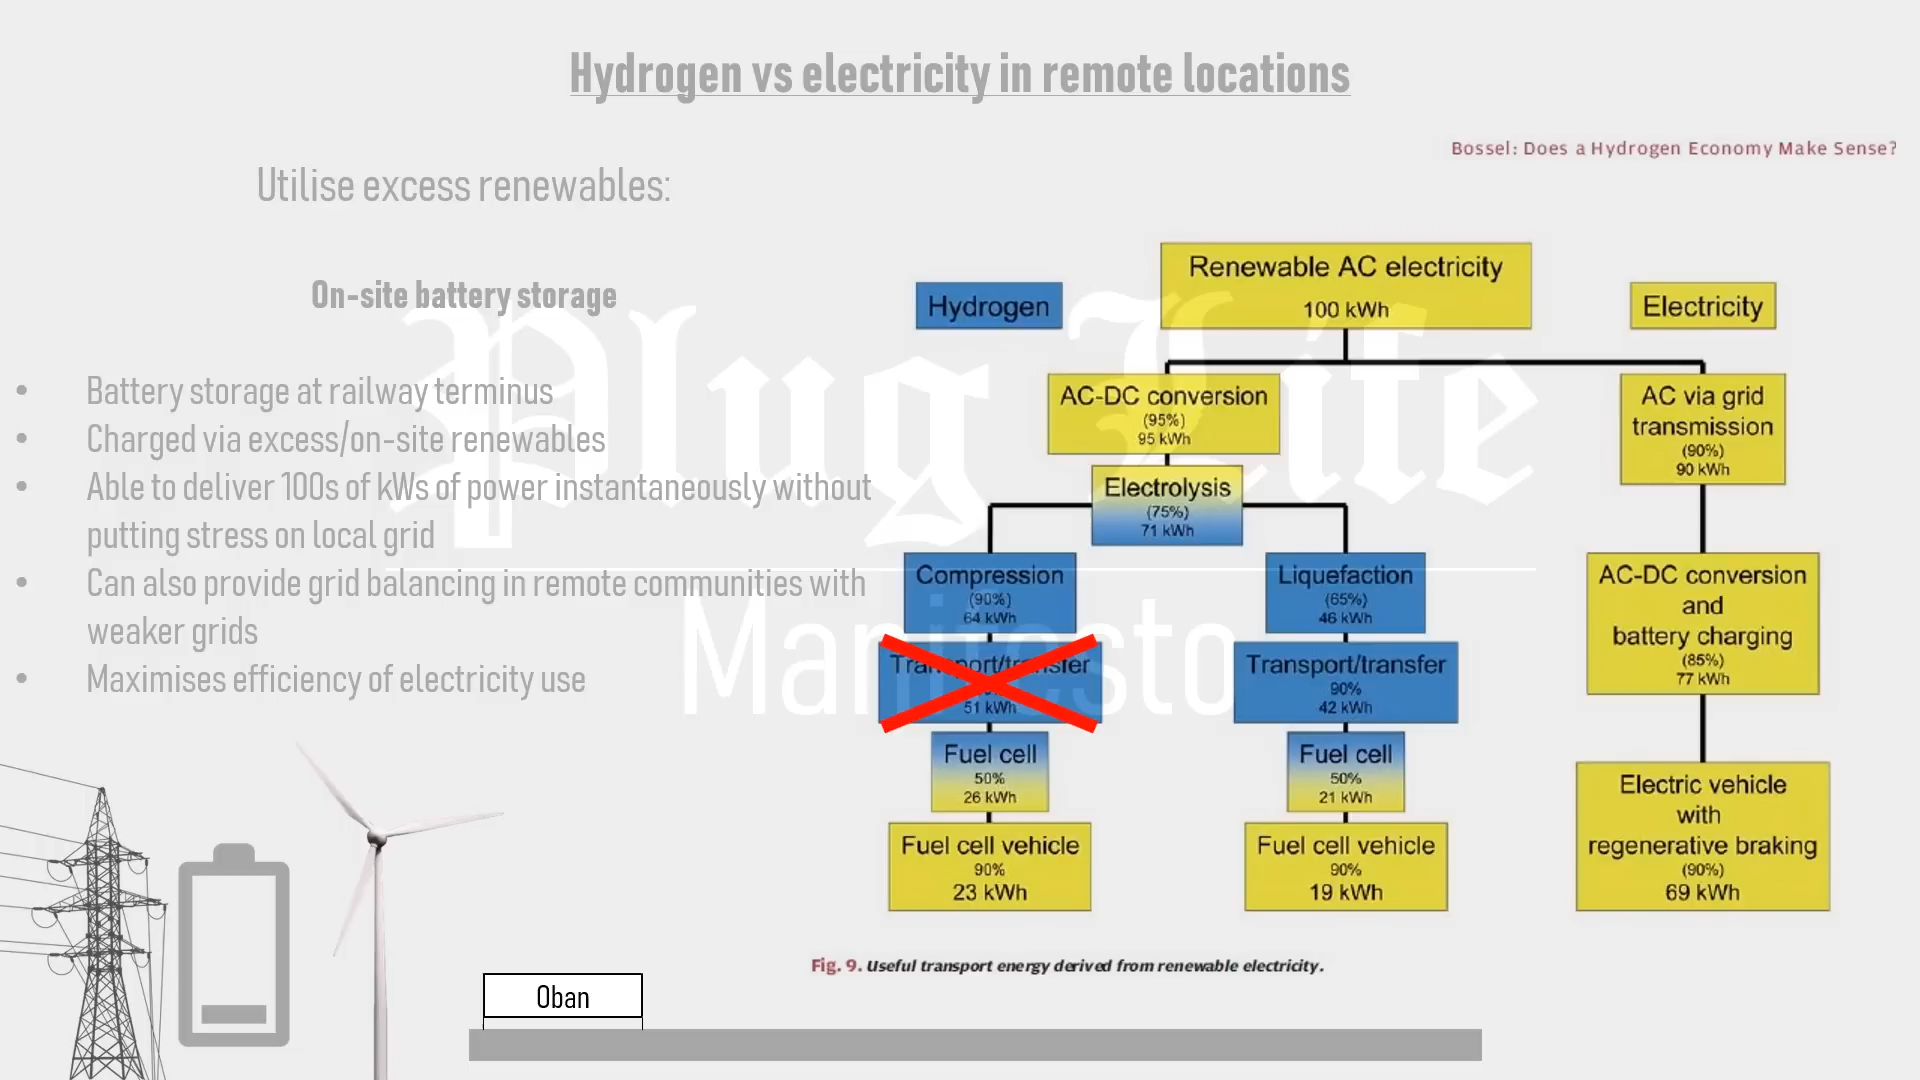 Hydrogen vs electricity in remote locations
Bossel: Does a Hydrogen Economy Make Sense?
Utilise excess renewables:
On-site battery storage
• Battery storage at railway terminus
• Charged via excess/on-site renewables
• Able to deliver 100s of kWs of power instantaneously without
putting stress on local grid
• Can also provide grid balancing in remote communities with
weaker grids
• Maximises efficiency of electricity use
Plug Life
Manifesto
Hydrogen
Renewable AC electricity
100 kWh
Electricity
AC-DC conversion
(95%)
95 kWh
Electrolysis
(75%)
71 kWh
Compression
(90%)
64 kWh
Transport/transfer
51 kWh
Fuel cell
50%
26 kWh
Fuel cell vehicle
90%
23 kWh
Liquefaction
(65%)
46 kWh
Transport/transfer
90%
42 kWh
Fuel cell
50%
21 kWh
Fuel cell vehicle
90%
19 kWh
AC via grid
transmission
(90%)
90 kWh
AC-DC conversion
and
battery charging
(85%)
77 kWh
Electric vehicle
with
regenerative braking
(90%)
69 kWh
Fig. 9. Useful transport energy derived from renewable electricity.
Oban